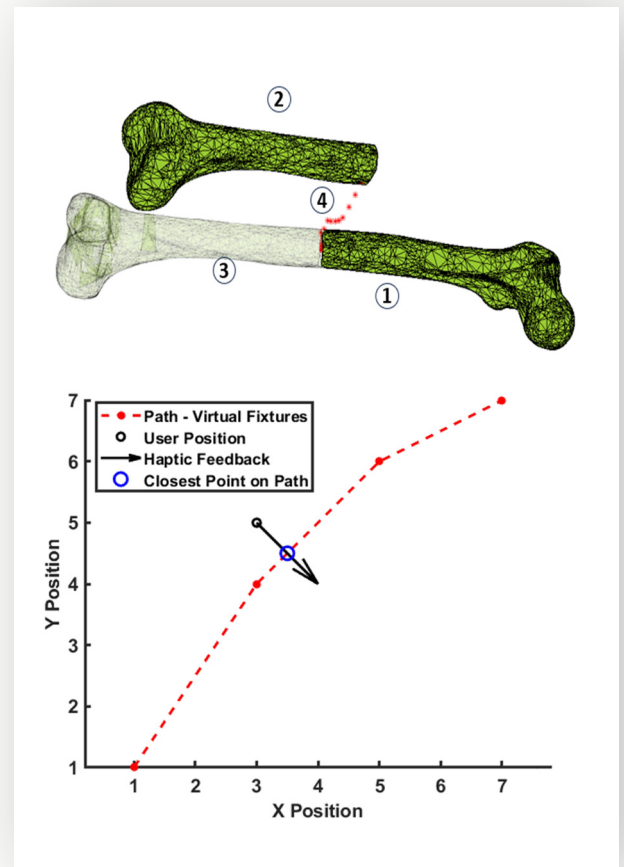 ②
④
③
①
Path - Virtual Fixtures
User Position
Haptic Feedback
Closest Point on Path
7
6
5
4
3
2
1
Y Position
1 2 3 4 5 6 7
X Position